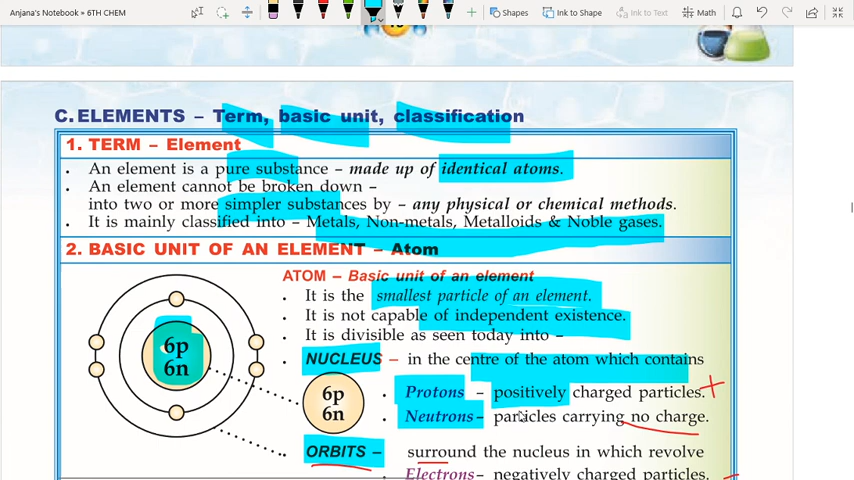 Anjana's Notebook » 6TH CHEM
Shapes
Ink to Shape
Ink to Text
Math
C. ELEMENTS – Term, basic unit, classification
1. TERM – Element
• An element is a pure substance – made up of identical atoms.
• An element cannot be broken down –
into two or more simpler substances by – any physical or chemical methods.
• It is mainly classified into – Metals, Non-metals, Metalloids & Noble gases.
2. BASIC UNIT OF AN ELEMENT – Atom
ATOM – Basic unit of an element
• It is the smallest particle of an element.
• It is not capable of independent existence.
• It is divisible as seen today into –
6p
6n
• NUCLEUS – in the centre of the atom which contains
6p
6n
• Protons – positively charged particles. +
• Neutrons – particles carrying no charge.
• ORBITS – surround the nucleus in which revolve
• Electrons – negatively charged particles. –